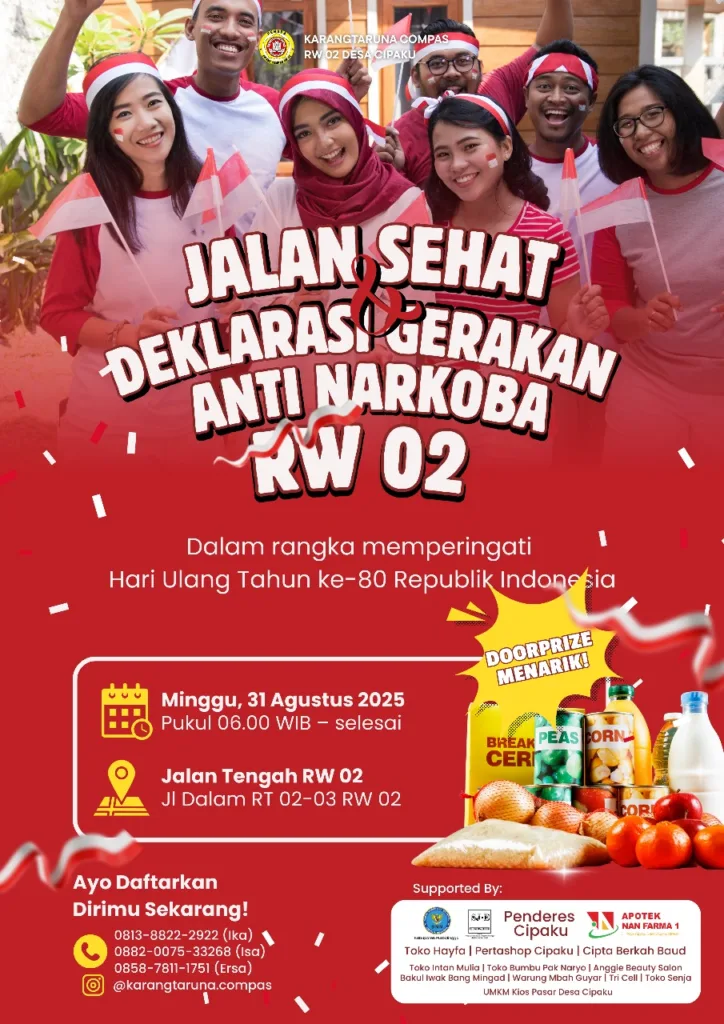 KARANGTARUNA COMPAS
RW 02 DESA CIPAKU
JALAN SEHAT
&
DEKLARASI GERAKAN
ANTI NARKOBA
RW 02
Dalam rangka memperingati
Hari Ulang Tahun ke-80 Republik Indonesia
DOORPRIZE
MENARIK!
Minggu, 31 Agustus 2025
Pukul 06.00 WIB – selesai
Jalan Tengah RW 02
Jl Dalam RT 02-03 RW 02
BREAK
CER
PEAS
CORN
COR
Ayo Daftarkan
Dirimu Sekarang!
0813-8822-2922 (Ika)
0882-0075-33268 (Isa)
0858-7811-1751 (Ersa)
@karangtaruna.compas
Supported By:
Penderes
Cipaku
APOTEK
NAN FARMA 1
Toko Hayfa | Pertashop Cipaku | Cipta Berkah Baud
Toko Intan Mulia | Toko Bumbu Pak Naryo | Anggie Beauty Salon
Bakul Iwak Bang Mingad | Warung Mbah Guyar | Tri Cell | Toko Senja
UMKM Kios Pasar Desa Cipaku